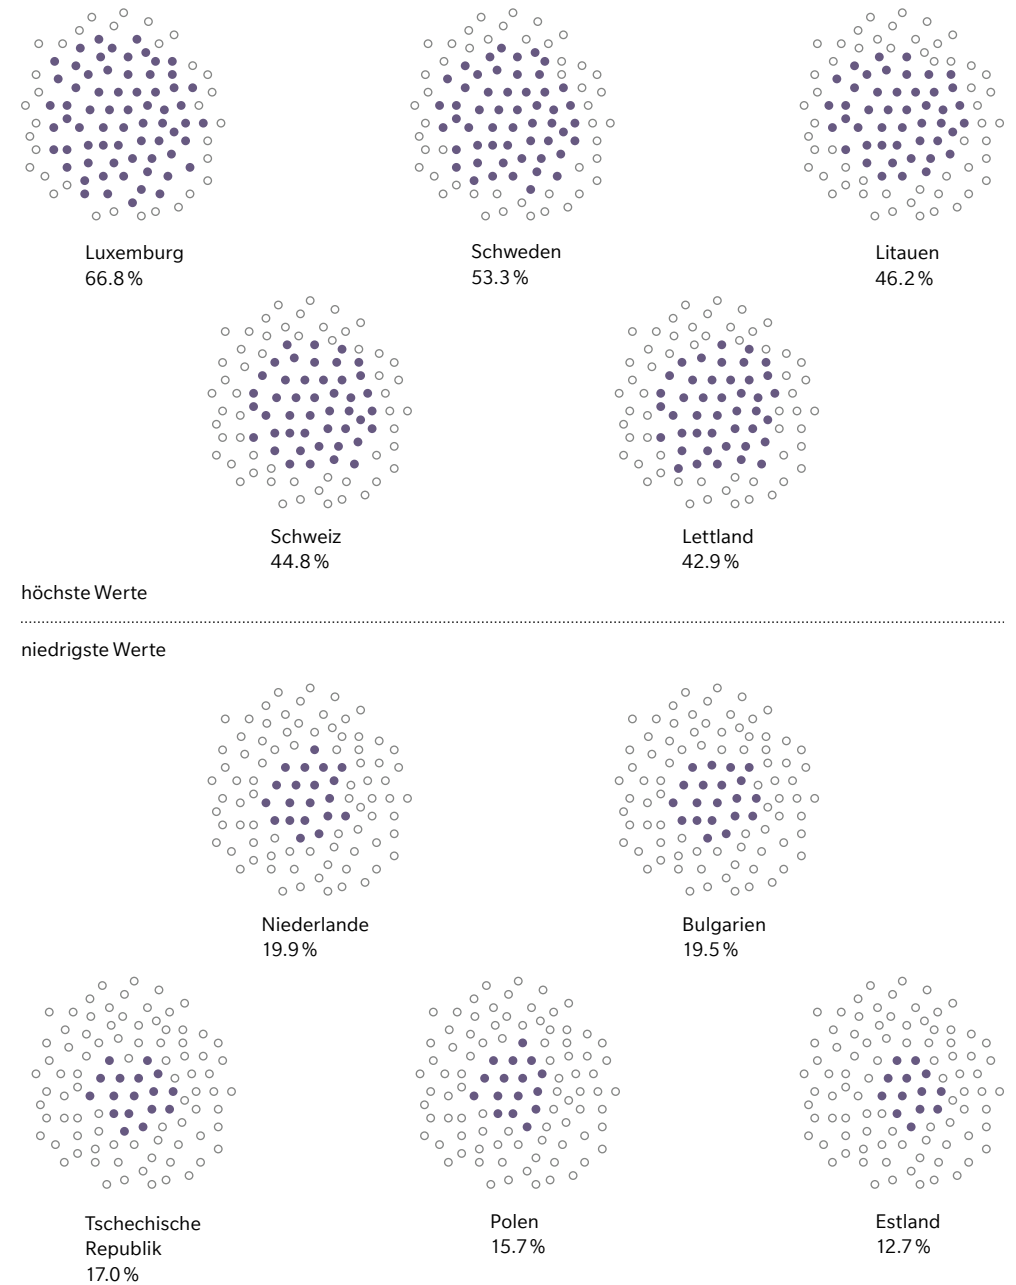 Luxemburg
66.8 %
Schweden
53.3 %
Litauen
46.2 %
Schweiz
44.8 %
Lettland
42.9 %
höchste Werte
niedrigste Werte
Niederlande
19.9 %
Bulgarien
19.5 %
Tschechische
Republik
17.0 %
Polen
15.7 %
Estland
12.7 %